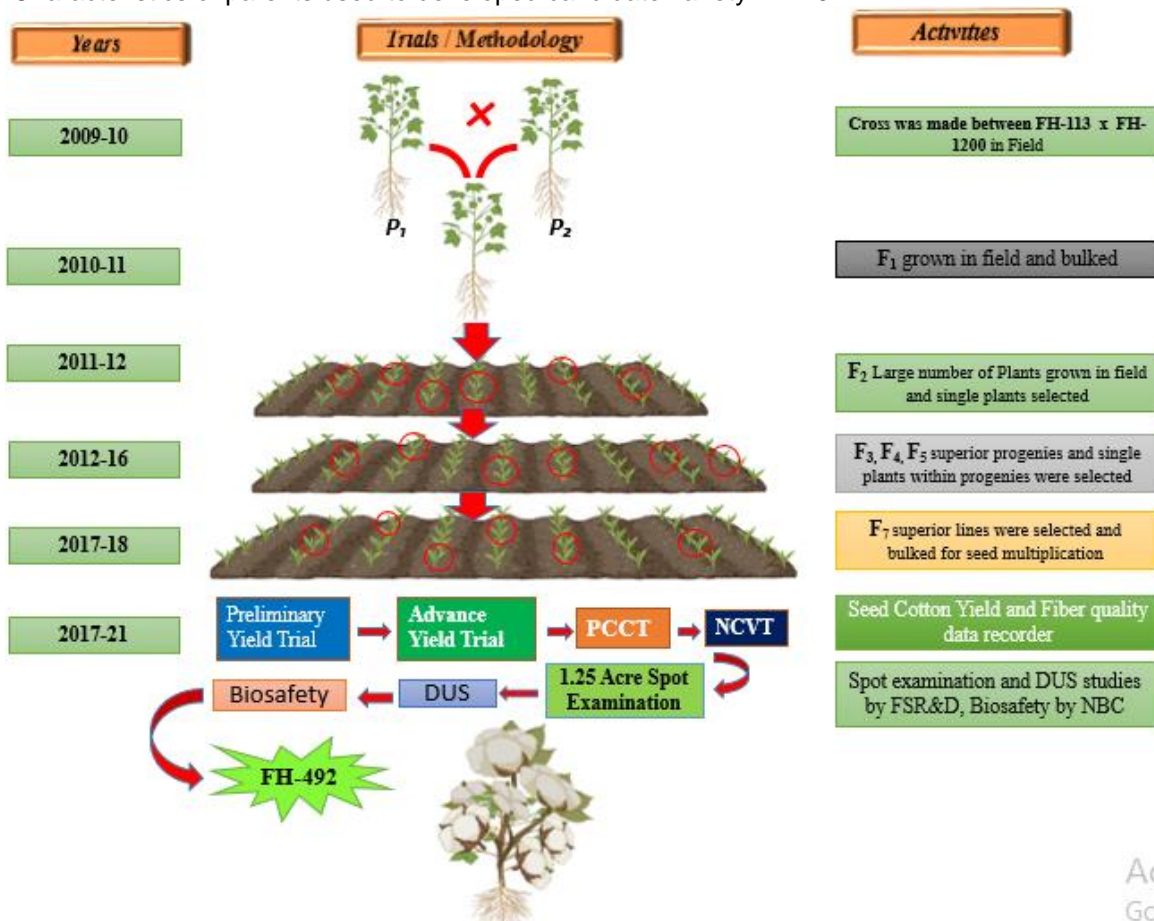 Years
Trials / Methodology
Activities
2009-10
Cross was made between FH-113 x FH-
1200 in Field
P₁
P₂
2010-11
F₁ grown in field and bulked
2011-12
F₂ Large number of Plants grown in field
and single plants selected
2012-16
F₃, F₄, F₅ superior progenies and single
plants within progenies were selected
2017-18
F₇ superior lines were selected and
bulked for seed multiplication
2017-21
Preliminary
Yield Trial
Advance
Yield Trial
PCCT
NCVT
Seed Cotton Yield and Fiber quality
data recorder
1.25 Acre Spot
Examination
DUS
Biosafety
Spot examination and DUS studies
by FSR&D, Biosafety by NBC
FH-492